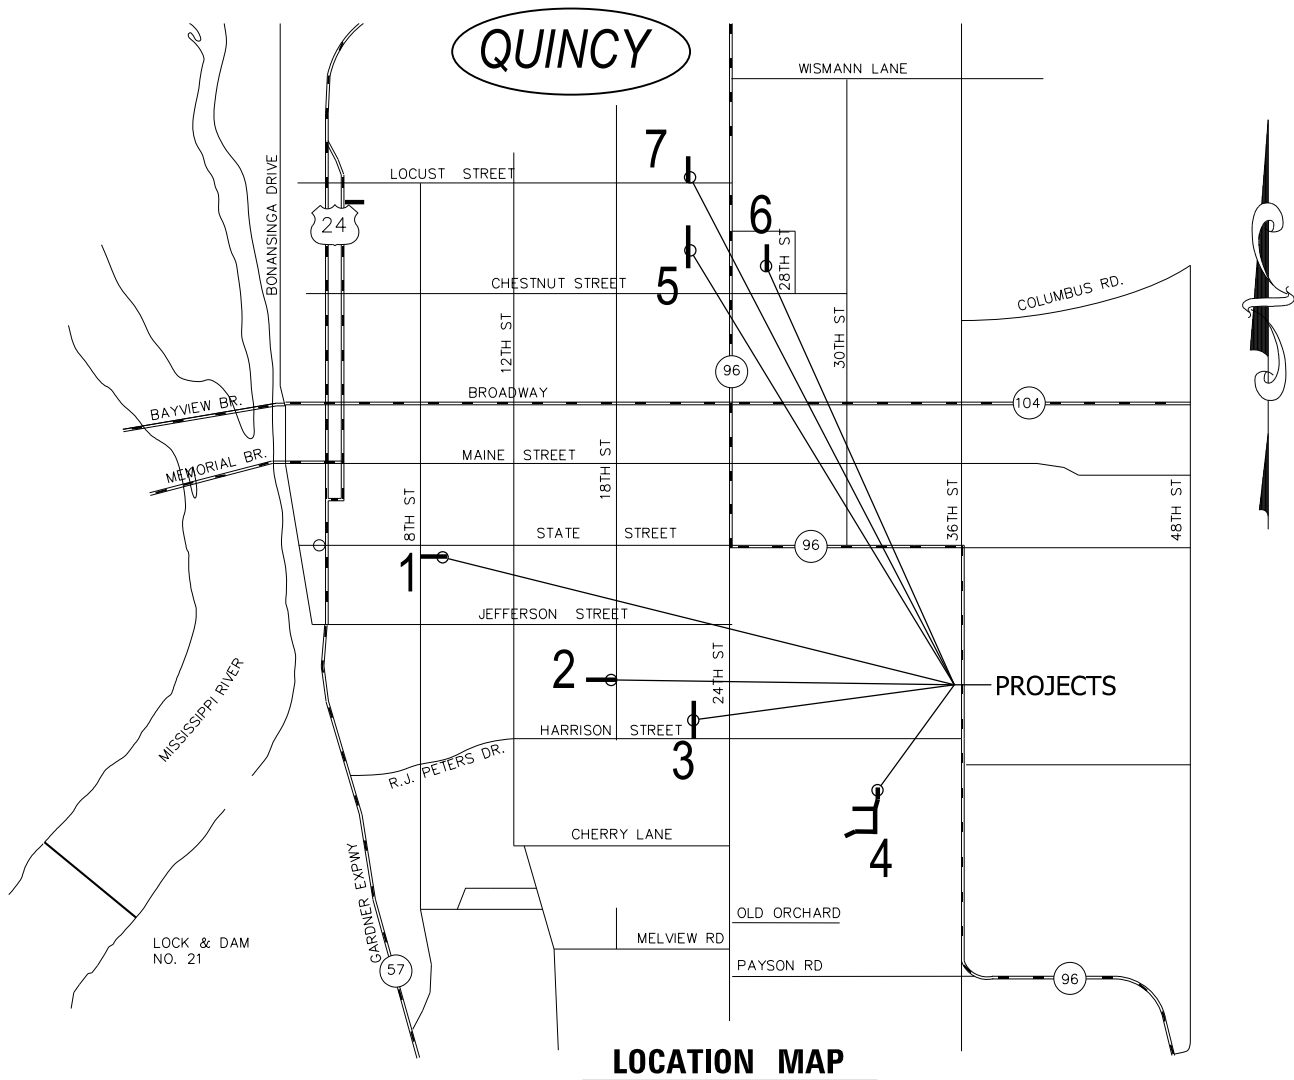 QUINCY
WISMANN LANE
7
LOCUST STREET
BONANSINGA DRIVE
24
6
5
28TH ST
CHESTNUT STREET
COLUMBUS RD.
12TH ST
30TH ST
96
BROADWAY
104
BAYVIEW BR.
MEMORIAL BR.
MAINE STREET
18TH ST
8TH ST
36TH ST
48TH ST
STATE STREET
96
1
JEFFERSON STREET
2
24TH ST
MISSISSIPPI RIVER
PROJECTS
HARRISON STREET
3
R.J. PETERS DR.
CHERRY LANE
4
GARDNER EXPWY
OLD ORCHARD
MELVIEW RD
LOCK & DAM
NO. 21
PAYSON RD
57
96
LOCATION MAP